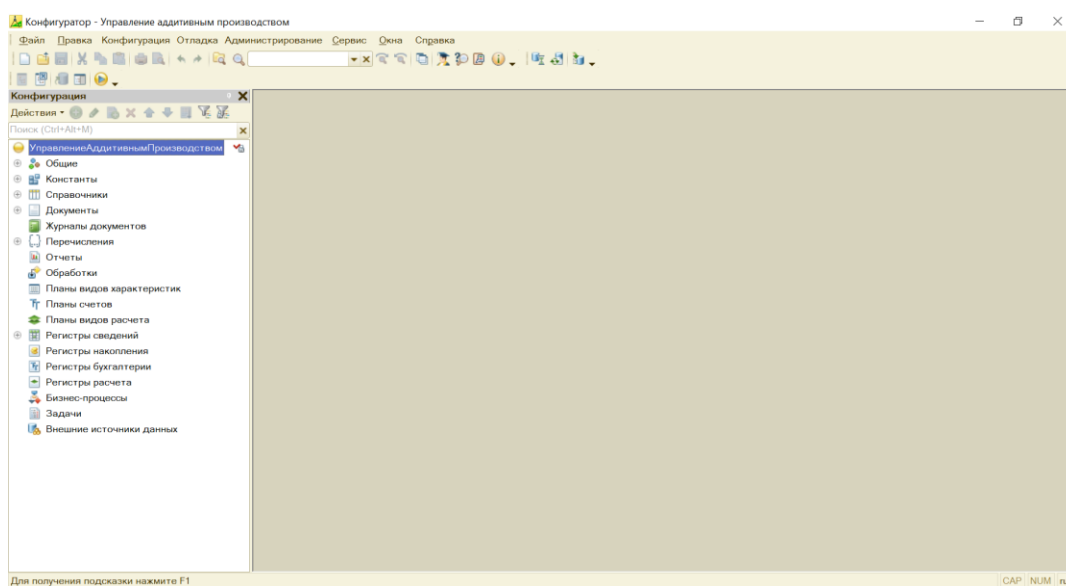 Конфигуратор - Управление аддитивным производством
Файл Правка Конфигурация Отладка Администрирование Сервис Окна Справка
Конфигурация
Действия
Поиск (Ctrl+Alt+M)
УправлениеАддитивнымПроизводством
Общие
Константы
Справочники
Документы
Журналы документов
Перечисления
Отчеты
Обработки
Планы видов характеристик
Планы счетов
Планы видов расчета
Регистры сведений
Регистры накопления
Регистры бухгалтерии
Регистры расчета
Бизнес-процессы
Задачи
Внешние источники данных
Для получения подсказки нажмите F1
CAP NUM